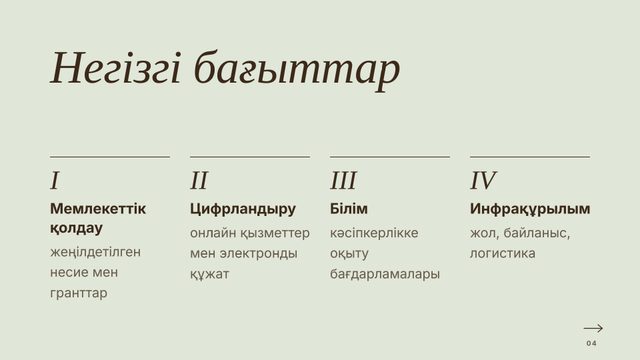 Негізгі бағыттар
I
Мемлекеттік
қолдау
жеңілдетілген
несие мен
гранттар
II
Цифрландыру
онлайн қызметтер
мен электронды
құжат
III
Білім
кәсіпкерлікке
оқыту
бағдарламалары
IV
Инфрақұрылым
жол, байланыс,
логистика
04